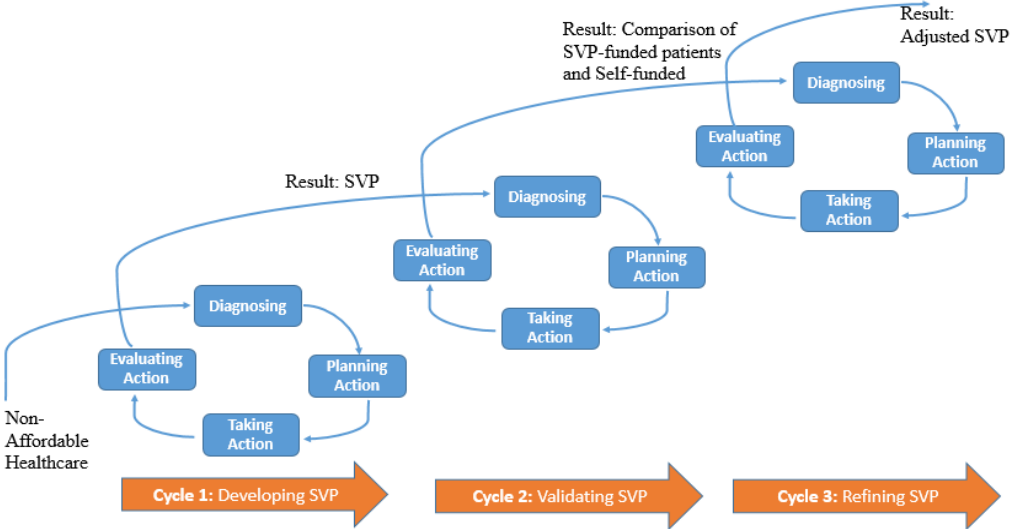 Result:
Adjusted SVP
Result: Comparison of
SVP-funded patients
and Self-funded
Diagnosing
Evaluating
Action
Planning
Action
Taking
Action
Result: SVP
Diagnosing
Evaluating
Action
Planning
Action
Taking
Action
Diagnosing
Evaluating
Action
Planning
Action
Taking
Action
Non-
Affordable
Healthcare
Cycle 1: Developing SVP
Cycle 2: Validating SVP
Cycle 3: Refining SVP